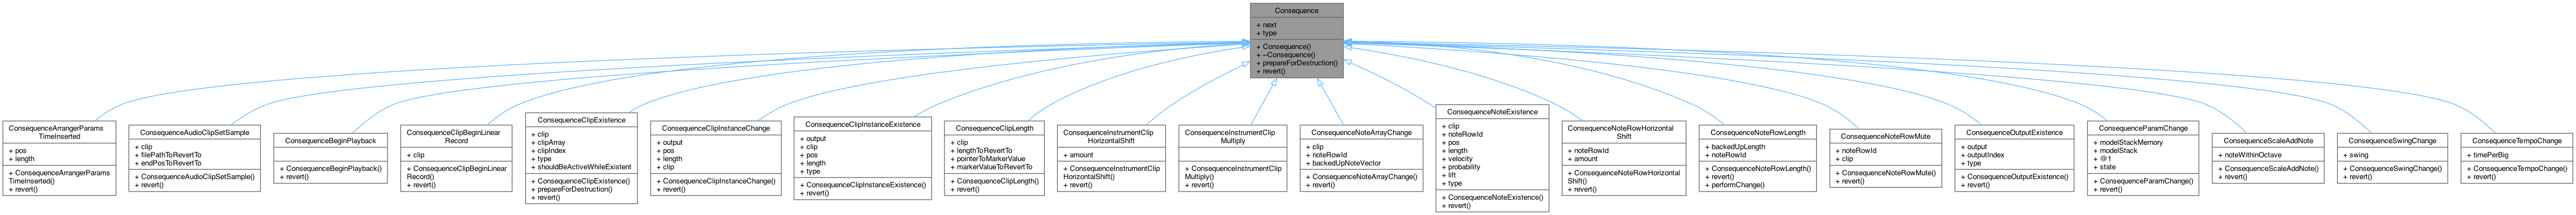 Consequence
+ next
+ type
+ Consequence()
+ ~Consequence()
+ prepareForDestruction()
+ revert()
ConsequenceArrangerParams
TimeInserted
+ pos
+ length
+ ConsequenceArrangerParams
TimeInserted()
+ revert()
ConsequenceAudioClipSetSample
+ clip
+ filePathToRevertTo
+ endPosToRevertTo
+ ConsequenceAudioClipSetSample()
+ revert()
ConsequenceBeginPlayback
+ ConsequenceBeginPlayback()
+ revert()
ConsequenceClipBeginLinear
Record
+ clip
+ ConsequenceClipBeginLinear
Record()
+ revert()
ConsequenceClipExistence
+ clip
+ clipArray
+ clipIndex
+ type
+ shouldBeActiveWhileExistent
+ ConsequenceClipExistence()
+ prepareForDestruction()
+ revert()
ConsequenceClipInstanceChange
+ output
+ pos
+ length
+ clip
+ ConsequenceClipInstanceChange()
+ revert()
ConsequenceClipInstanceExistence
+ output
+ clip
+ pos
+ length
+ type
+ ConsequenceClipInstanceExistence()
+ revert()
ConsequenceClipLength
+ clip
+ lengthToRevertTo
+ pointerToMarkerValue
+ markerValueToRevertTo
+ ConsequenceClipLength()
+ revert()
ConsequenceInstrumentClip
HorizontalShift
+ amount
+ ConsequenceInstrumentClip
HorizontalShift()
+ revert()
ConsequenceInstrumentClip
Multiply
+ ConsequenceInstrumentClip
Multiply()
+ revert()
ConsequenceNoteArrayChange
+ clip
+ noteRowId
+ backedUpNoteVector
+ ConsequenceNoteArrayChange()
+ revert()
ConsequenceNoteExistence
+ clip
+ noteRowId
+ pos
+ length
+ velocity
+ probability
+ lift
+ type
+ ConsequenceNoteExistence()
+ revert()
ConsequenceNoteRowHorizontal
Shift
+ noteRowId
+ amount
+ ConsequenceNoteRowHorizontal
Shift()
+ revert()
ConsequenceNoteRowLength
+ backedUpLength
+ noteRowId
+ ConsequenceNoteRowLength()
+ revert()
+ performChange()
ConsequenceNoteRowMute
+ noteRowId
+ clip
+ ConsequenceNoteRowMute()
+ revert()
ConsequenceOutputExistence
+ output
+ outputIndex
+ type
+ ConsequenceOutputExistence()
+ revert()
ConsequenceParamChange
+ modelStackMemory
+ modelStack
+ @1
+ state
+ ConsequenceParamChange()
+ revert()
ConsequenceScaleAddNote
+ noteWithinOctave
+ ConsequenceScaleAddNote()
+ revert()
ConsequenceSwingChange
+ swing
+ ConsequenceSwingChange()
+ revert()
ConsequenceTempoChange
+ timePerBig
+ ConsequenceTempoChange()
+ revert()